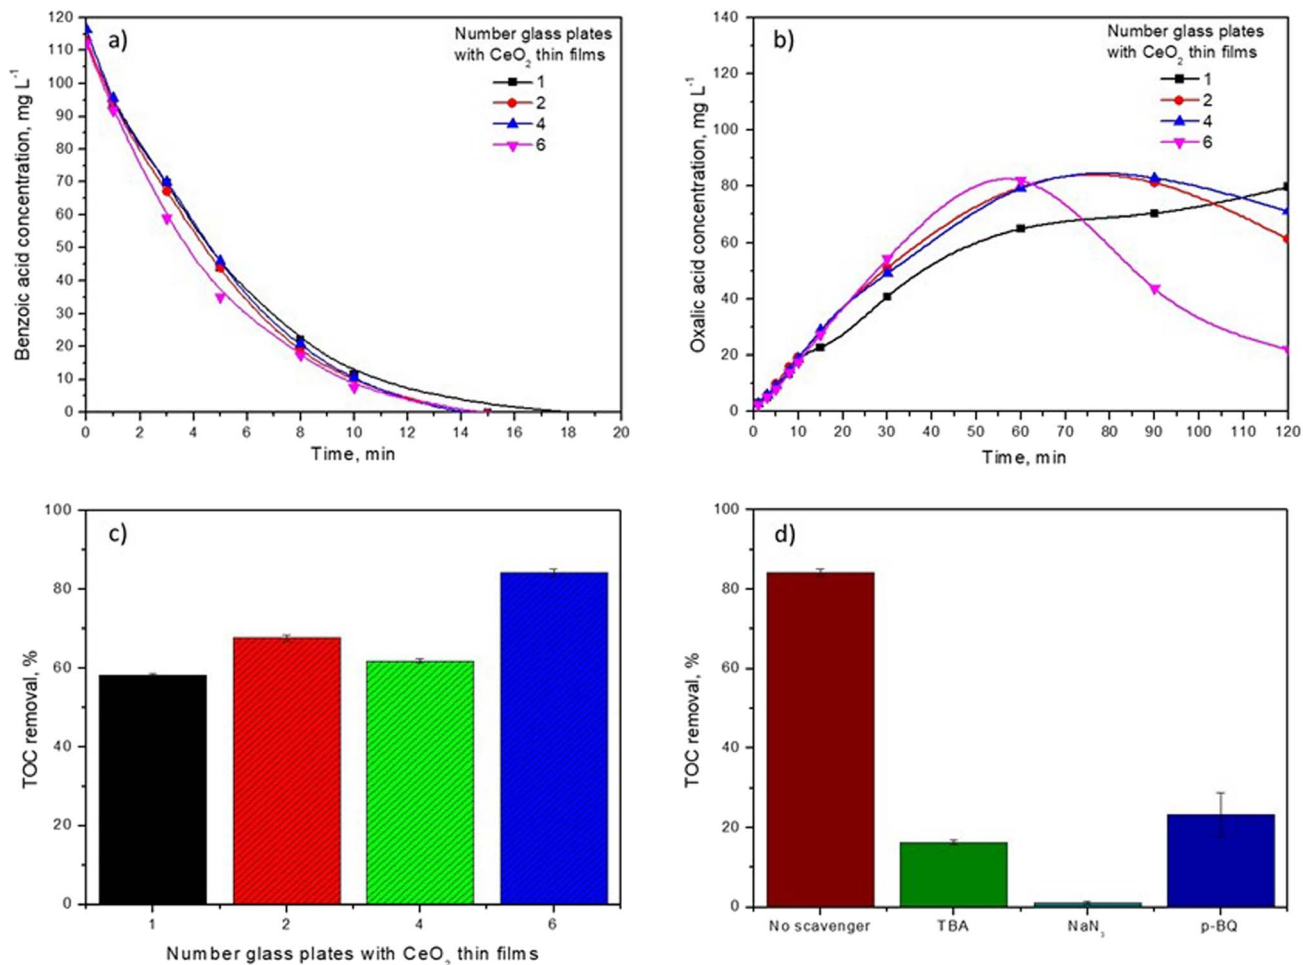 a)
Number glass plates
with CeO₂ thin films
1
2
4
6
Benzoic acid concentration, mg L⁻¹
120
110
100
90
80
70
60
50
40
30
20
10
0
0 2 4 6 8 10 12 14 16 18 20
Time, min
b)
Number glass plates
with CeO₂ thin films
1
2
4
6
Oxalic acid concentration, mg L⁻¹
140
120
100
80
60
40
20
0
0 10 20 30 40 50 60 70 80 90 100 110 120
Time, min
c)
TOC removal, %
100
80
60
40
20
0
1 2 4 6
Number glass plates with CeO₂ thin films
d)
TOC removal, %
100
80
60
40
20
0
No scavenger TBA NaN₃ p-BQ